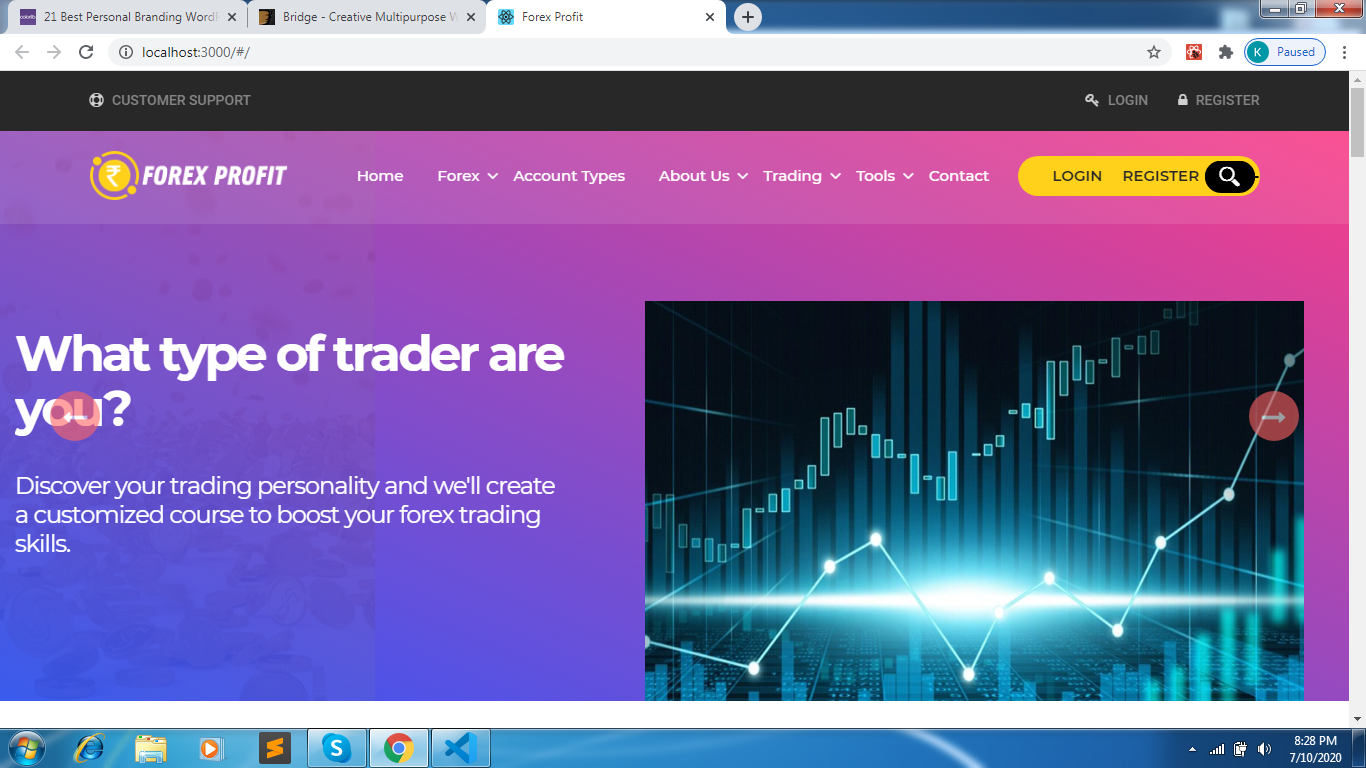 21 Best Personal Branding Word
Bridge - Creative Multipurpose W
Forex Profit
localhost:3000/#/
K
Paused
CUSTOMER SUPPORT
LOGIN
REGISTER
FOREX PROFIT
Home
Forex
Account Types
About Us
Trading
Tools
Contact
LOGIN
REGISTER
What type of trader are
you?
Discover your trading personality and we'll create
a customized course to boost your forex trading
skills.
8:28 PM
7/10/2020